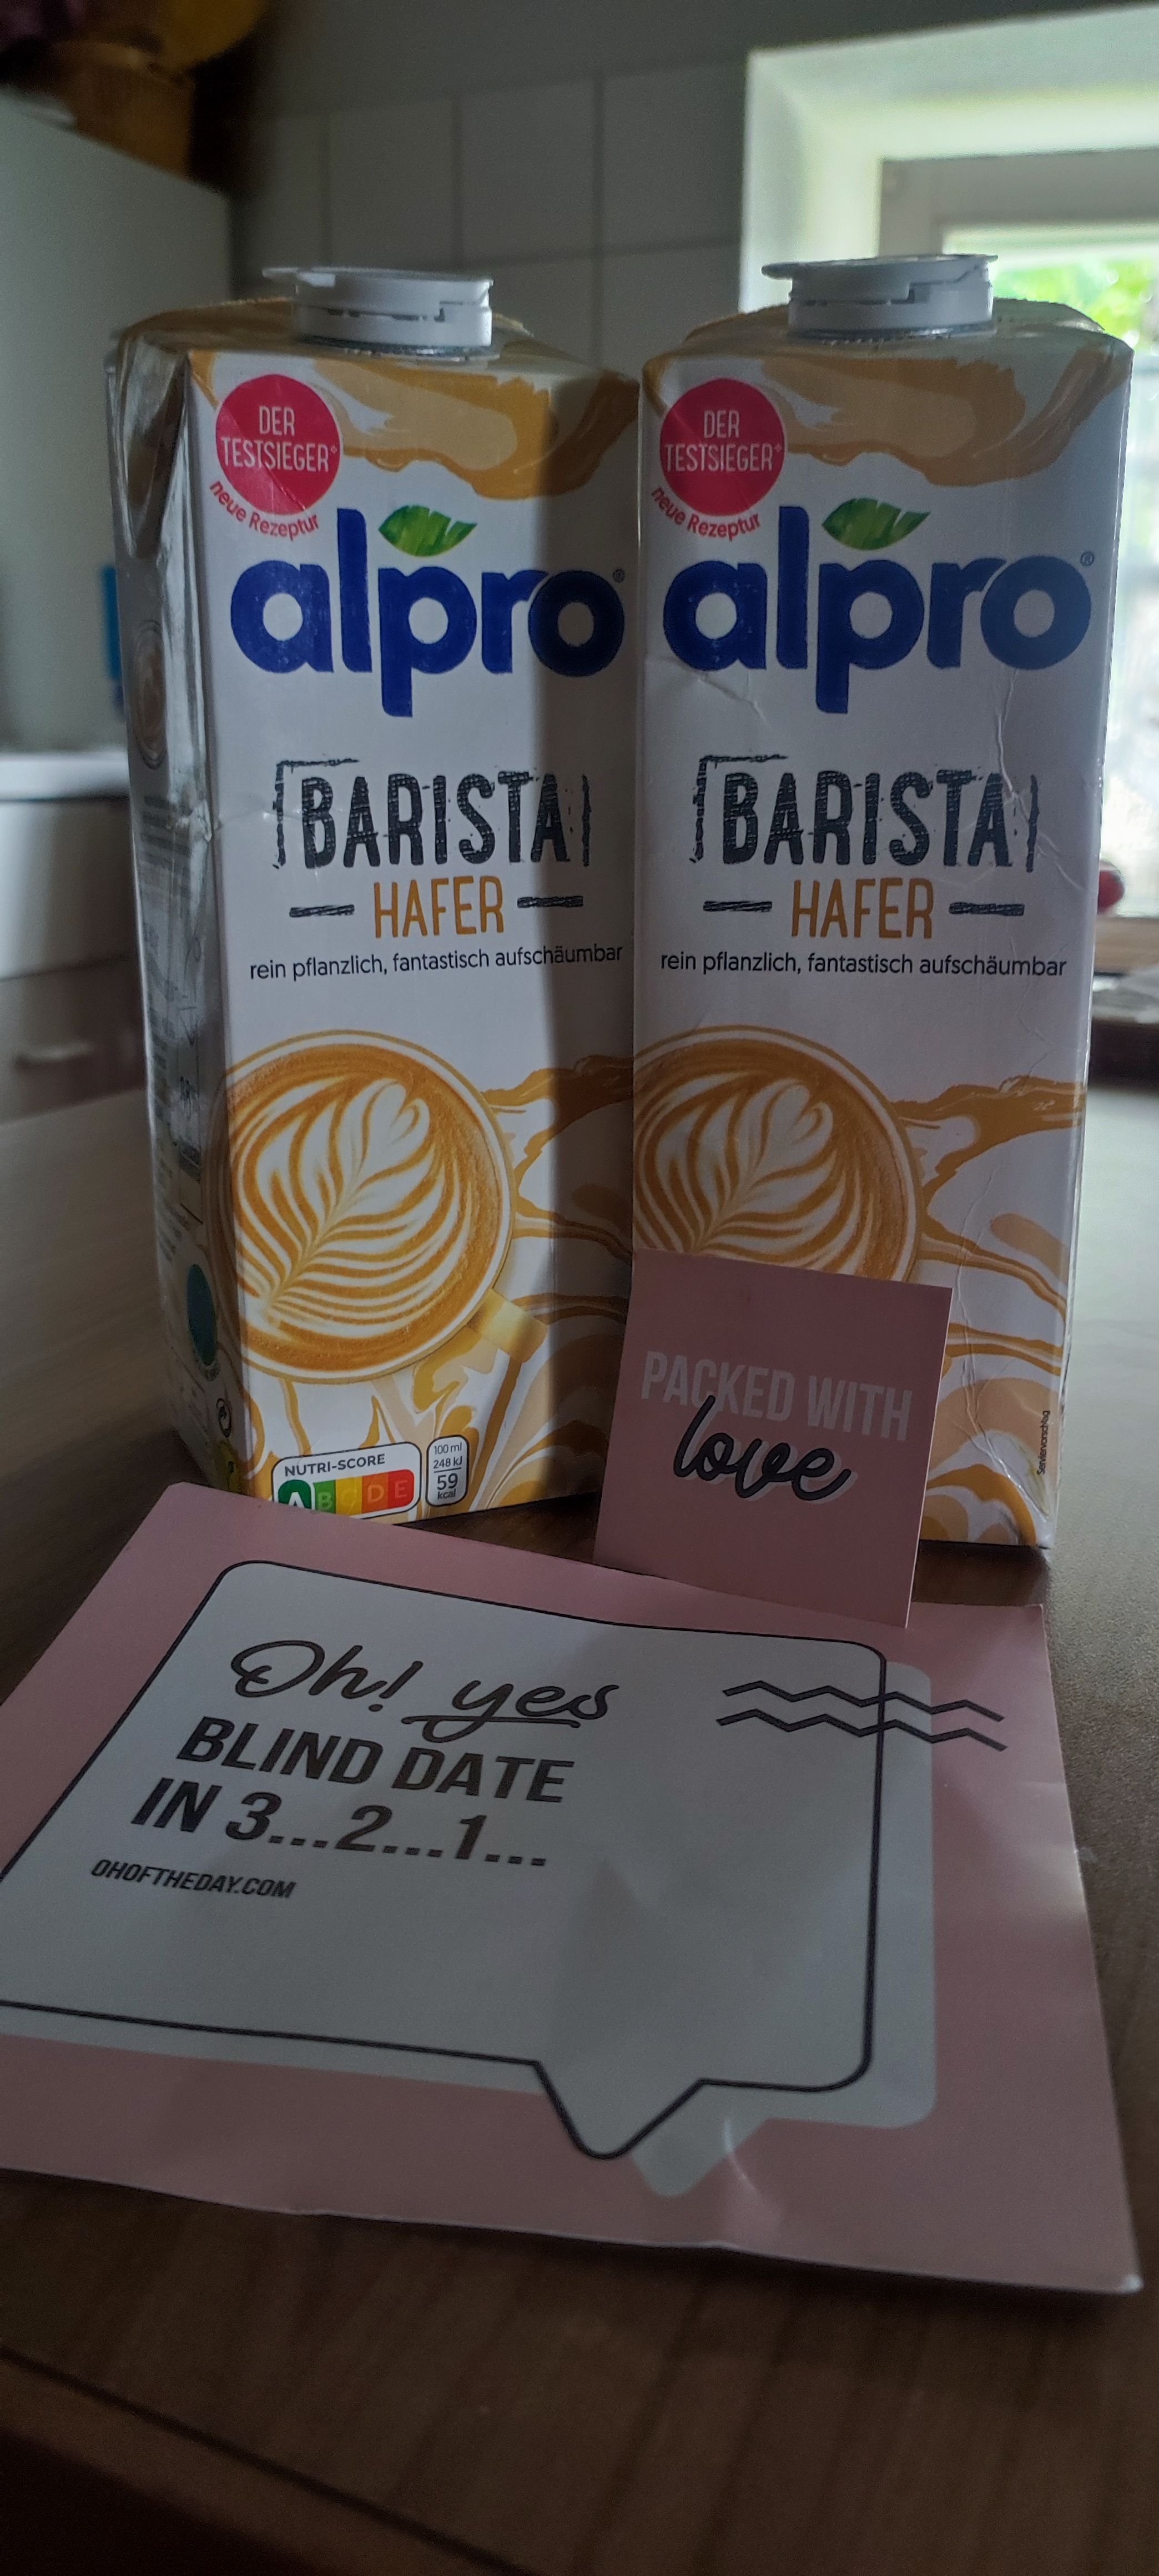 DER
TESTSIEGER*
neue Rezeptur
alpro®
BARISTA
HAFER
rein pflanzlich, fantastisch aufschäumbar
NUTRI-SCORE
A B C D E
100 ml
248 kJ
59
kcal
DER
TESTSIEGER*
neue Rezeptur
alpro®
BARISTA
HAFER
rein pflanzlich, fantastisch aufschäumbar
Serviervorschlag
PACKED WITH
love
Oh! yes
BLIND DATE
IN 3...2...1...
OHOFTHEDAY.COM